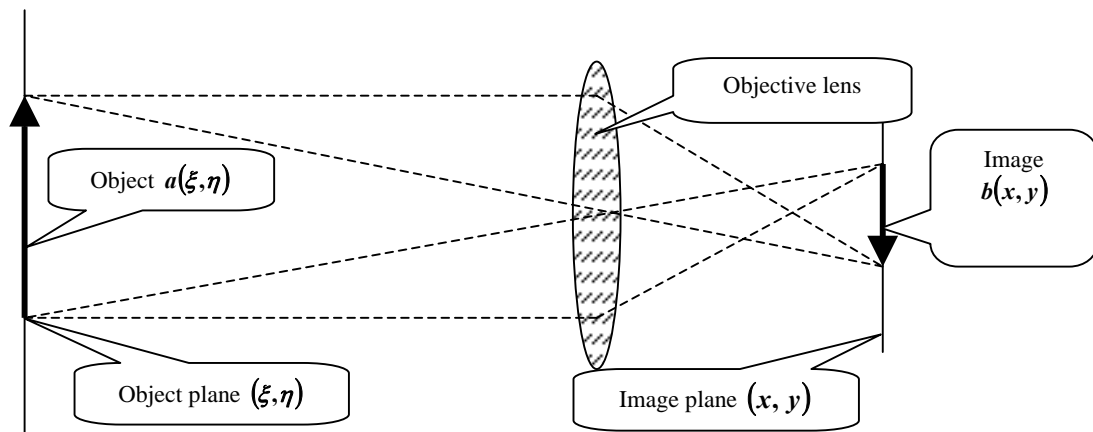 Objective lens
Object a(ξ,η)
Image
b(x, y)
Object plane (ξ,η)
Image plane (x, y)